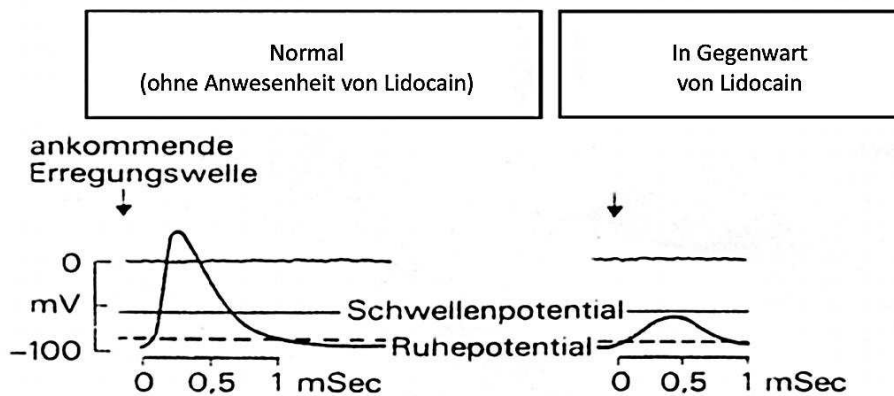 Normal
(ohne Anwesenheit von Lidocain)
In Gegenwart
von Lidocain
ankommende
Erregungswelle
0
mV
-100
Schwellenpotential
Ruhepotential
0 0,5 1 mSec
0 0,5 1 mSec